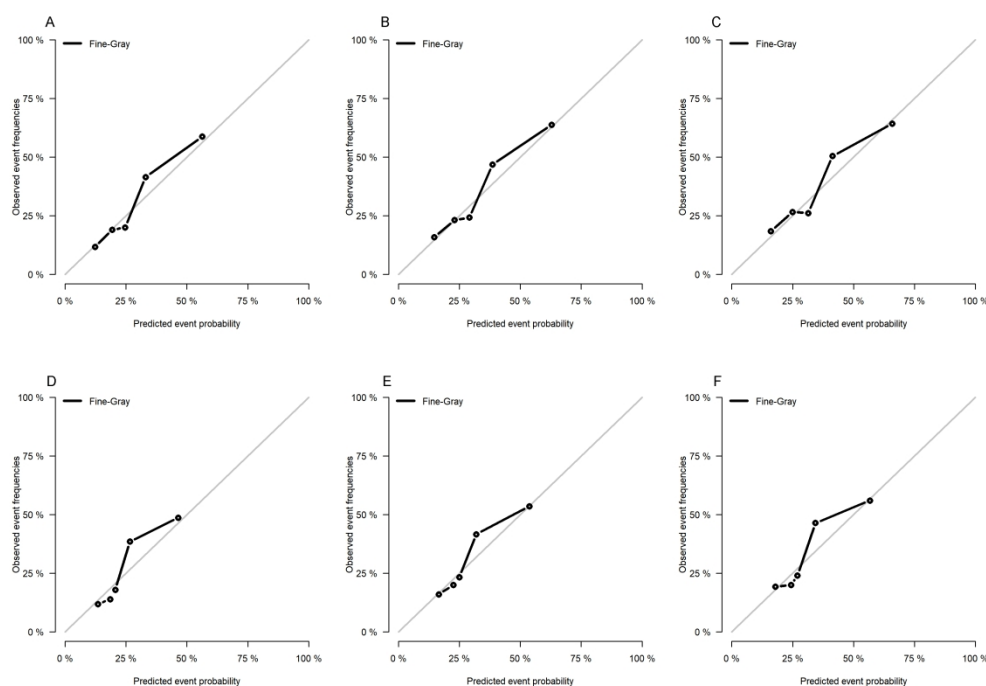 A
Fine-Gray
100 %
75 %
50 %
25 %
0 %
Observed event frequencies
0 % 25 % 50 % 75 % 100 %
Predicted event probability
B
Fine-Gray
100 %
75 %
50 %
25 %
0 %
Observed event frequencies
0 % 25 % 50 % 75 % 100 %
Predicted event probability
C
Fine-Gray
100 %
75 %
50 %
25 %
0 %
Observed event frequencies
0 % 25 % 50 % 75 % 100 %
Predicted event probability
D
Fine-Gray
100 %
75 %
50 %
25 %
0 %
Observed event frequencies
0 % 25 % 50 % 75 % 100 %
Predicted event probability
E
Fine-Gray
100 %
75 %
50 %
25 %
0 %
Observed event frequencies
0 % 25 % 50 % 75 % 100 %
Predicted event probability
F
Fine-Gray
100 %
75 %
50 %
25 %
0 %
Observed event frequencies
0 % 25 % 50 % 75 % 100 %
Predicted event probability